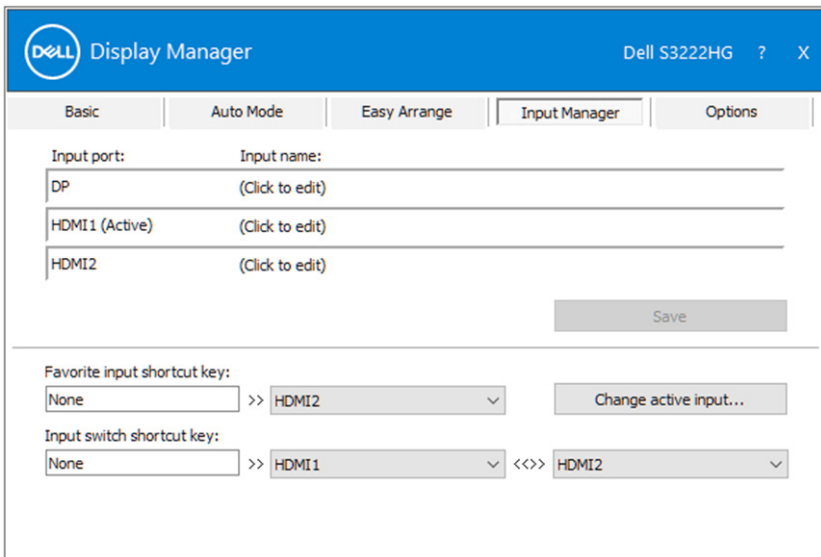 DELL Display Manager Dell S3222HG ? X
Basic Auto Mode Easy Arrange Input Manager Options
Input port: Input name:
DP (Click to edit)
HDMI1 (Active) (Click to edit)
HDMI2 (Click to edit)
Save
Favorite input shortcut key:
None >> HDMI2 Change active input...
Input switch shortcut key:
None >> HDMI1 <<>> HDMI2